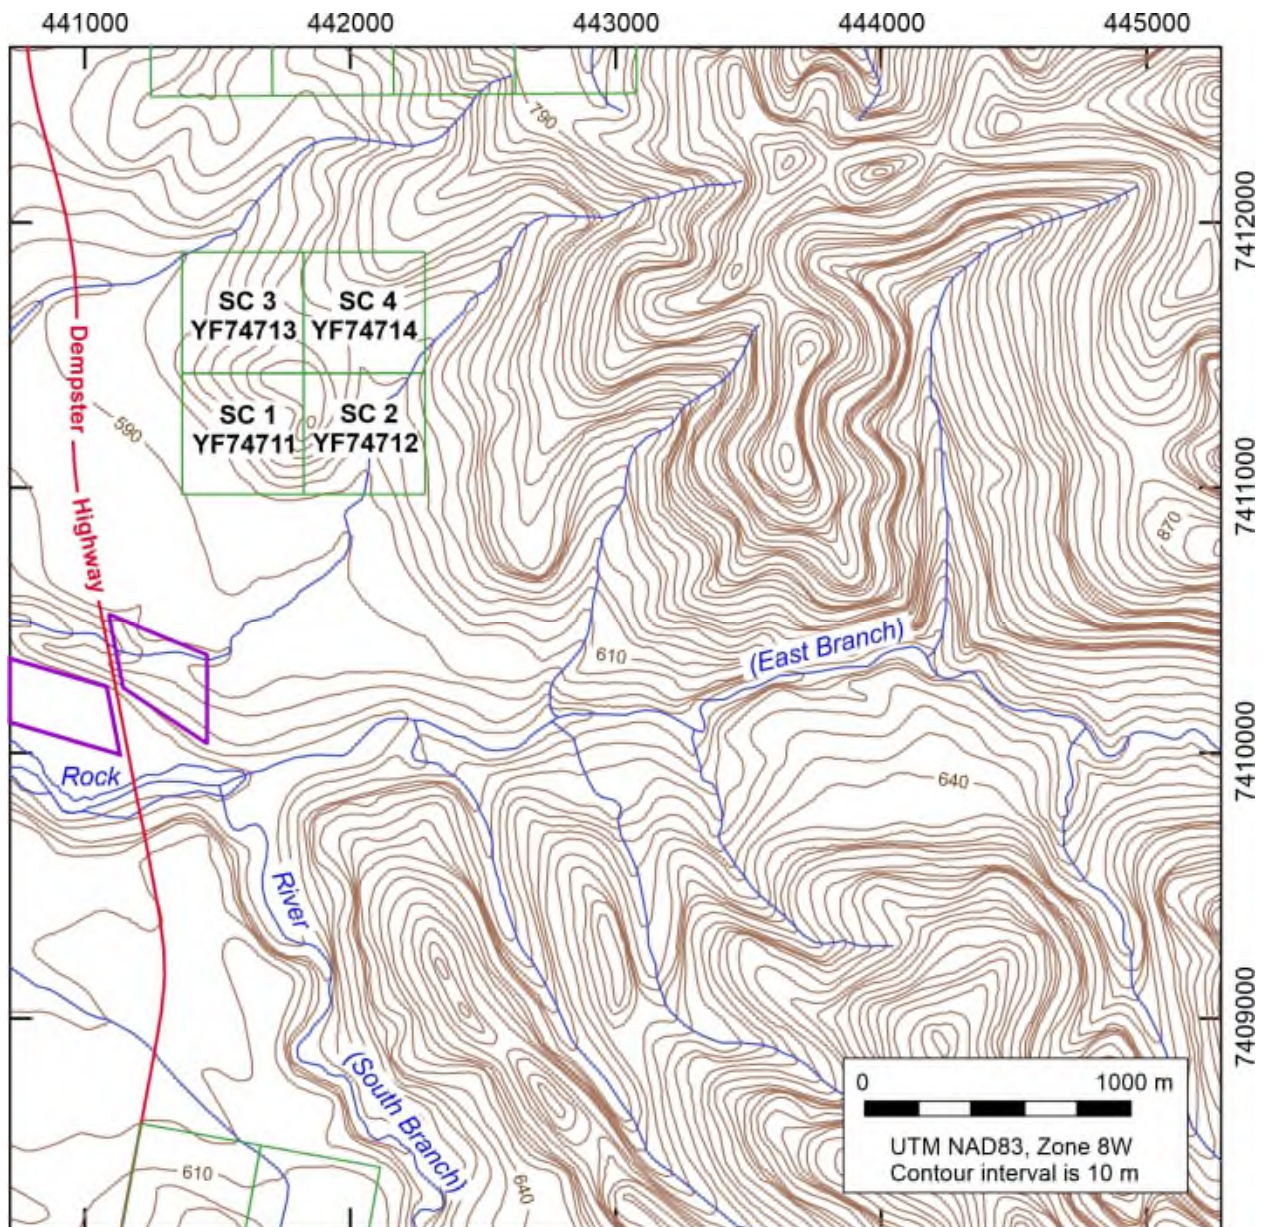 441000 442000 443000 444000 445000
790
7412000
SC 3
YF74713
SC 4
YF74714
Dempster
590
SC 1
YF74711
SC 2
YF74712
7411000
Highway
870
(East Branch)
610
7410000
Rock
640
River
7409000
(South Branch)
0 1000 m
UTM NAD83, Zone 8W
Contour interval is 10 m
610
640